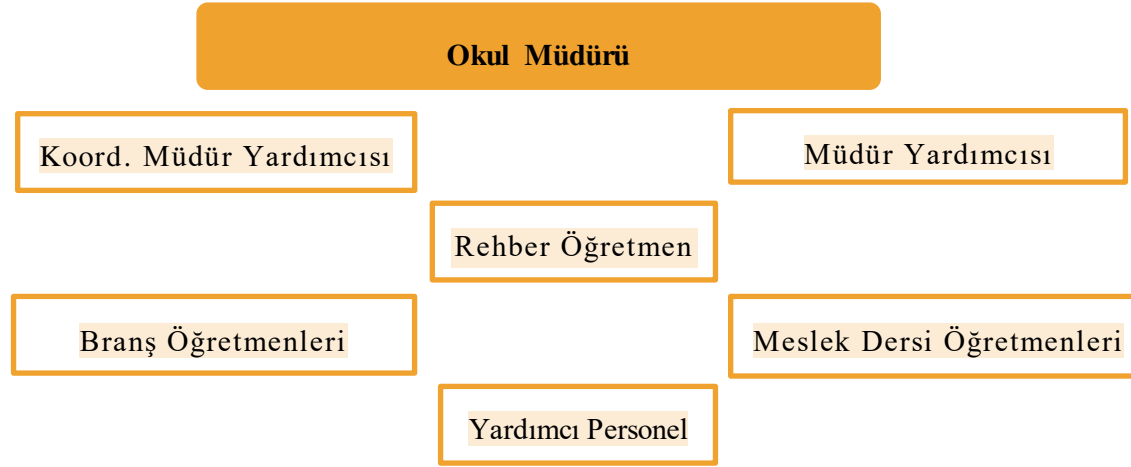 Okul Müdürü
Koord. Müdür Yardımcısı
Müdür Yardımcısı
Rehber Öğretmen
Branş Öğretmenleri
Meslek Dersi Öğretmenleri
Yardımcı Personel